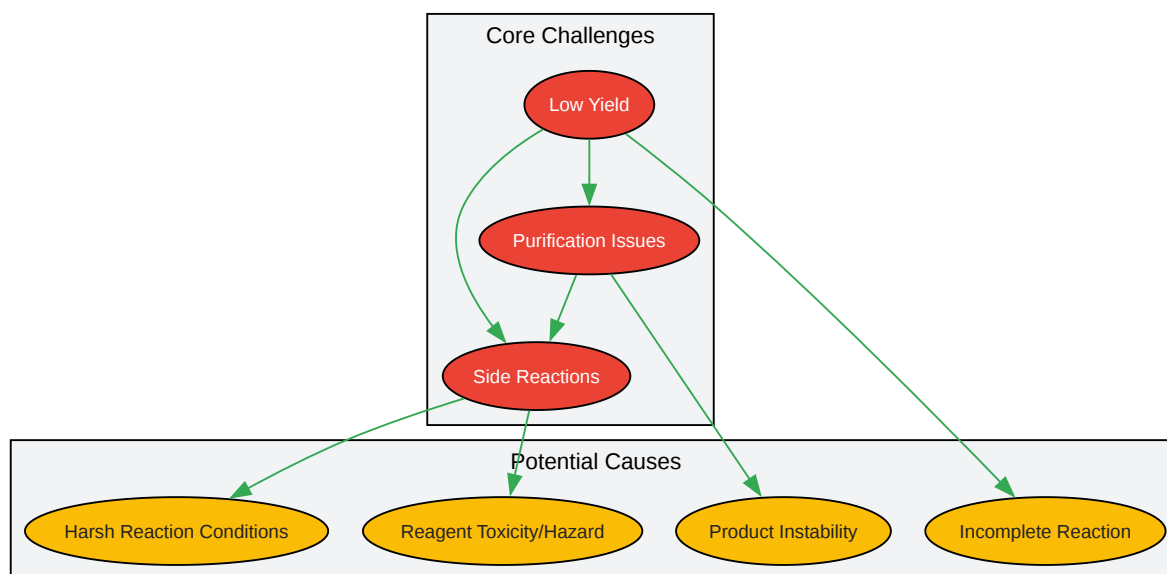 Core Challenges
Low Yield
Purification Issues
Side Reactions
Potential Causes
Harsh Reaction Conditions
Reagent Toxicity/Hazard
Product Instability
Incomplete Reaction